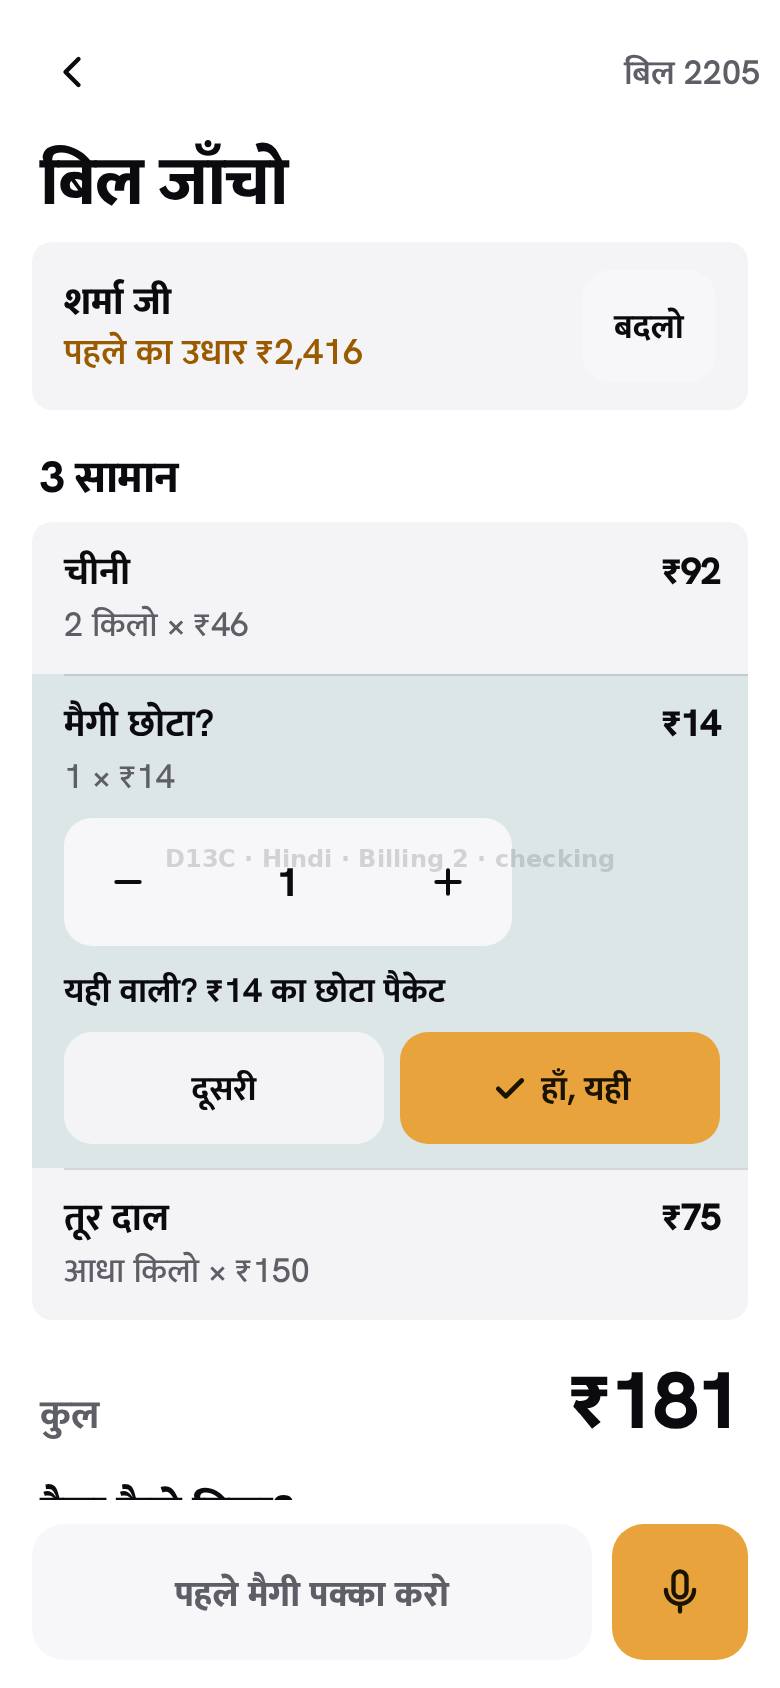 बिल 2205
बिल जाँचो
शर्मा जी
पहले का उधार ₹2,416
बदलो
3 सामान
चीनी ₹92
2 किलो × ₹46
मैगी छोटा? ₹14
1 × ₹14
D13C · Hindi · Billing 2 · checking
1
यही वाली? ₹14 का छोटा पैकेट
दूसरी
हाँ, यही
तूर दाल ₹75
आधा किलो × ₹150
कुल ₹181
पहले मैगी पक्का करो